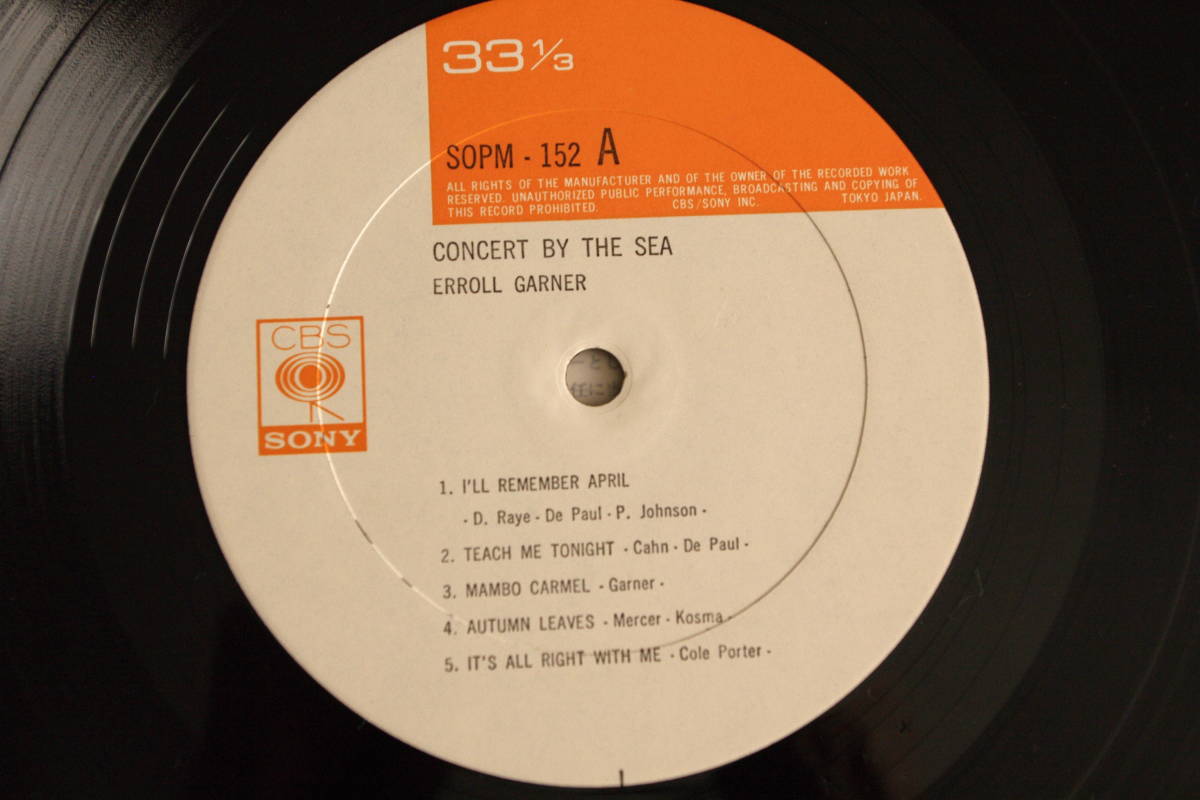 33 1/3
SOPM - 152 A
ALL RIGHTS OF THE MANUFACTURER AND OF THE OWNER OF THE RECORDED WORK
RESERVED. UNAUTHORIZED PUBLIC PERFORMANCE, BROADCASTING AND COPYING OF
THIS RECORD PROHIBITED. CBS/SONY INC. TOKYO JAPAN.
CONCERT BY THE SEA
ERROLL GARNER
CBS
SONY
1. I'LL REMEMBER APRIL
- D. Raye - De Paul - P. Johnson -
2. TEACH ME TONIGHT - Cahn - De Paul -
3. MAMBO CARMEL - Garner -
4. AUTUMN LEAVES - Mercer - Kosma -
5. IT'S ALL RIGHT WITH ME - Cole Porter -